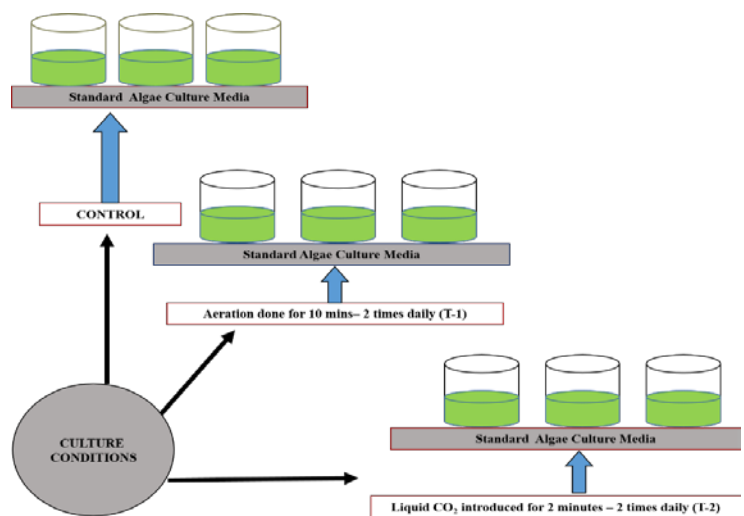 Standard Algae Culture Media
CONTROL
Standard Algae Culture Media
Aeration done for 10 mins– 2 times daily (T-1)
Standard Algae Culture Media
CULTURE
CONDITIONS
Liquid CO₂ introduced for 2 minutes – 2 times daily (T-2)